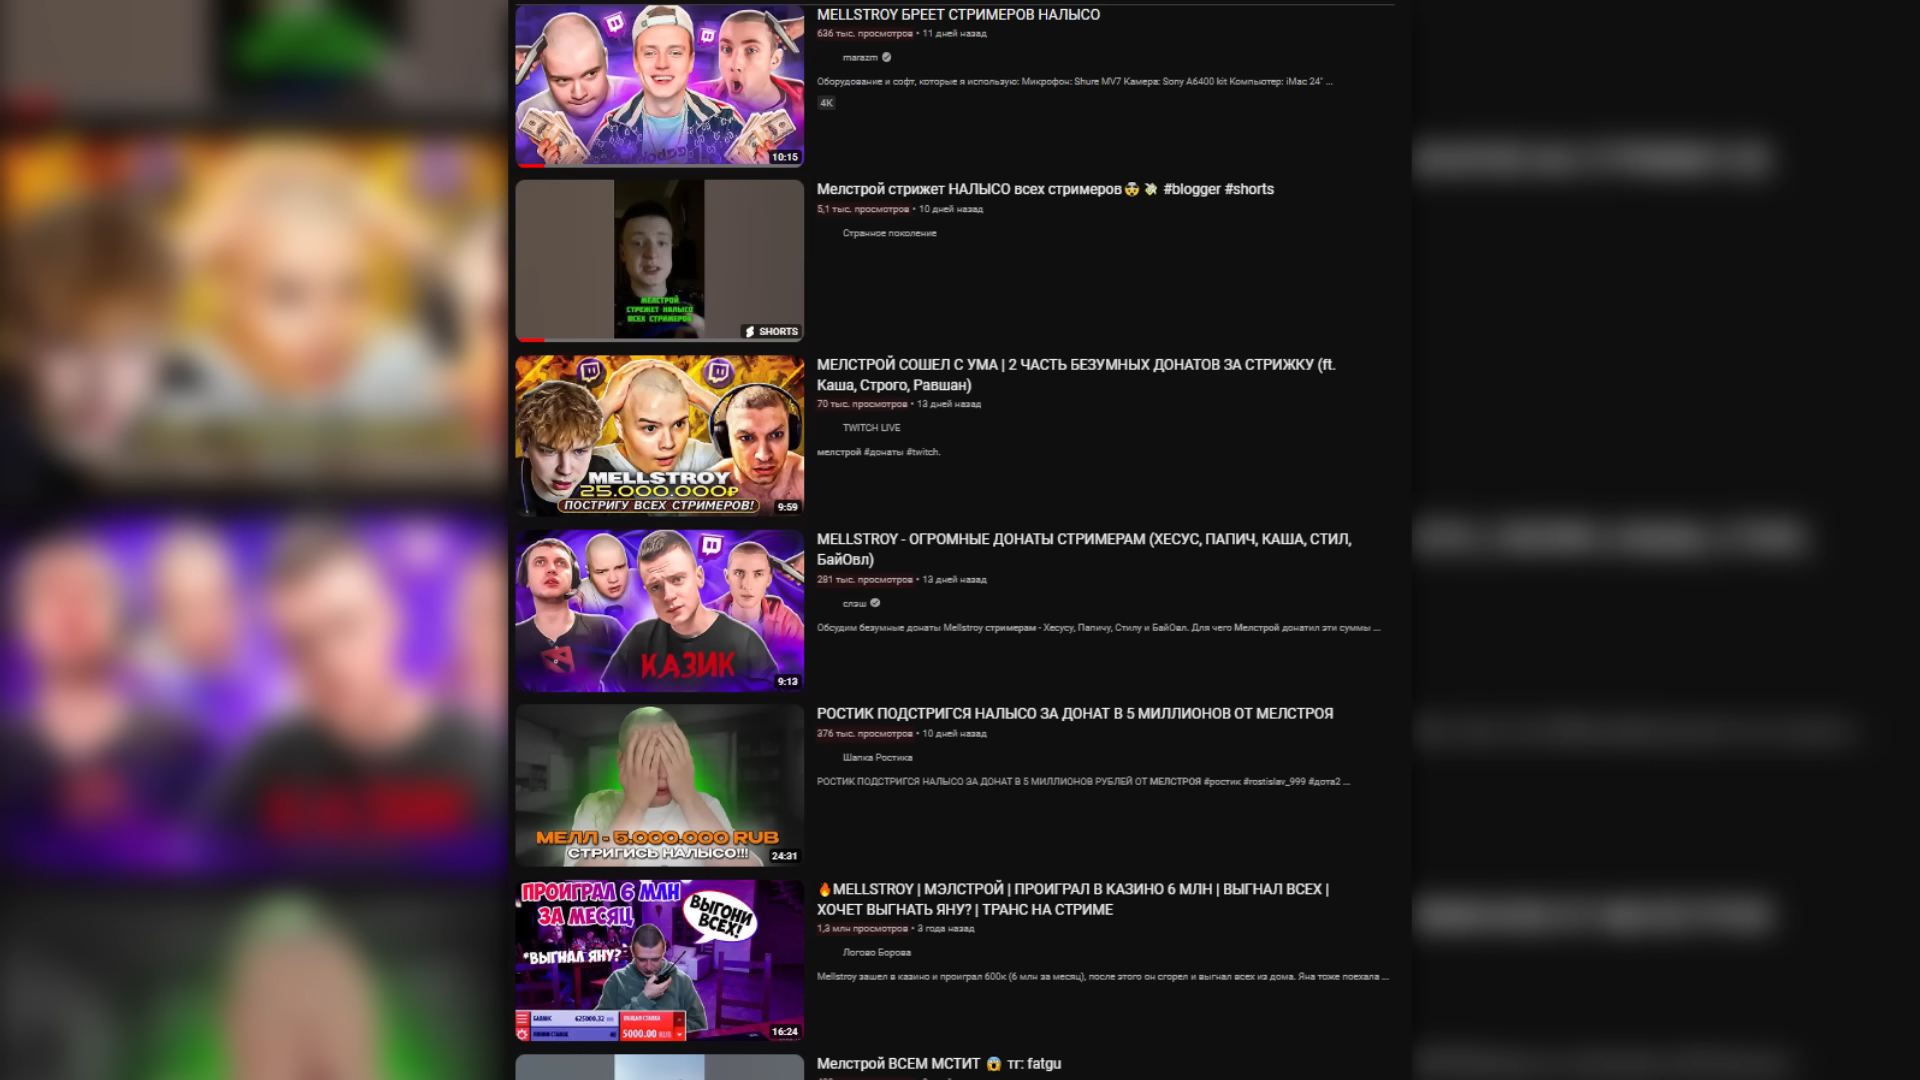 MELLSTROY БРЕЕТ СТРИМЕРОВ НАЛЫСО
636 тыс. просмотров • 11 дней назад
marazm
Оборудование и софт, которые я использую: Микрофон: Shure MV7 Камера: Sony A6400 kit Компьютер: iMac 24" ...
4K
10:15
Мелстрой стрижет НАЛЫСО всех стримеров🤯💸 #blogger #shorts
5,1 тыс. просмотров • 10 дней назад
Странное поколение
МЕЛСТРОЙ
СТРИЖЕТ НАЛЫСО
ВСЕХ СТРИМЕРОВ
SHORTS
МЕЛСТРОЙ СОШЕЛ С УМА | 2 ЧАСТЬ БЕЗУМНЫХ ДОНАТОВ ЗА СТРИЖКУ (ft.
Каша, Строго, Равшан)
70 тыс. просмотров • 13 дней назад
TWITCH LIVE
мелстрой #донаты #twitch.
MELLSTROY
25.000.000₽
ПОСТРИГУ ВСЕХ СТРИМЕРОВ!
9:59
MELLSTROY - ОГРОМНЫЕ ДОНАТЫ СТРИМЕРАМ (ХЕСУС, ПАПИЧ, КАША, СТИЛ,
БайОвл)
281 тыс. просмотров • 13 дней назад
слэш
Обсудим безумные донаты Mellstroy стримерам - Хесусу, Папичу, Стилу и БайОвл. Для чего Мелстрой донатил эти суммы ...
КАЗИК
9:13
РОСТИК ПОДСТРИГСЯ НАЛЫСО ЗА ДОНАТ В 5 МИЛЛИОНОВ ОТ МЕЛСТРОЯ
376 тыс. просмотров • 10 дней назад
Шапка Ростика
РОСТИК ПОДСТРИГСЯ НАЛЫСО ЗА ДОНАТ В 5 МИЛЛИОНОВ РУБЛЕЙ ОТ МЕЛСТРОЯ #ростик #rostislav_999 #дота2 ...
МЕЛЛ - 5.000.000 RUB
СТРИГИСЬ НАЛЫСО!!!
24:31
🔥MELLSTROY | МЭЛСТРОЙ | ПРОИГРАЛ В КАЗИНО 6 МЛН | ВЫГНАЛ ВСЕХ |
ХОЧЕТ ВЫГНАТЬ ЯНУ? | ТРАНС НА СТРИМЕ
1,3 млн просмотров • 3 года назад
Логово Борова
Mellstroy зашел в казино и проиграл 600к (6 млн за месяц), после этого он сгорел и выгнал всех из дома. Яна тоже поехала ...
ПРОИГРАЛ 6 МЛН
ЗА МЕСЯЦ
ВЫГОНИ
ВСЕХ!
*ВЫГНАЛ ЯНУ?
БАЛАНС 625000.32
5000.00 RUB
16:24
Мелстрой ВСЕМ МСТИТ 😱 тг: fatgu